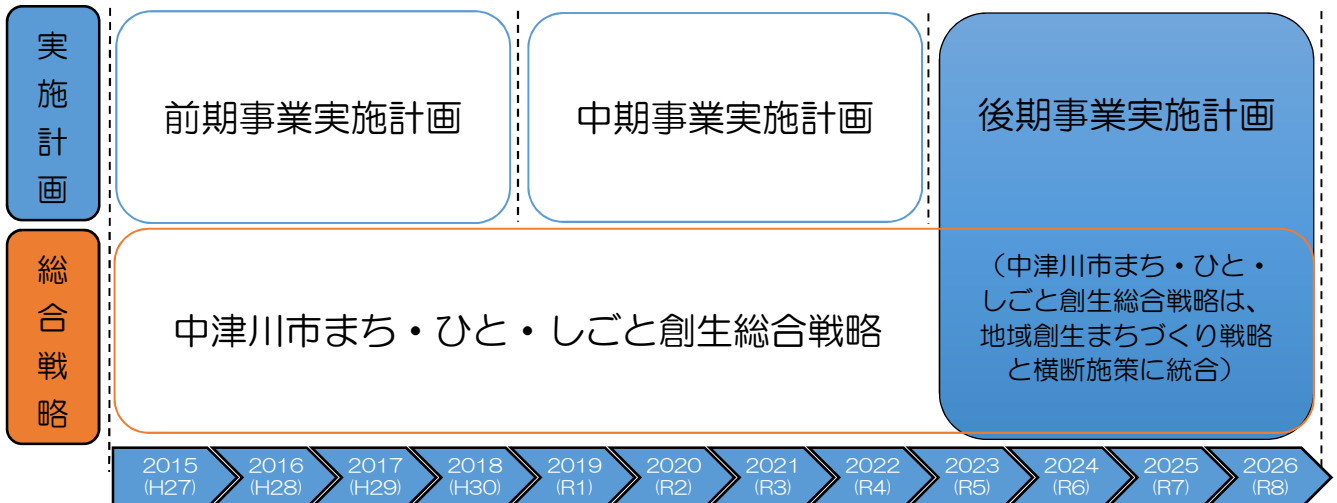 実施計画
前期事業実施計画
中期事業実施計画
後期事業実施計画
総合戦略
中津川市まち・ひと・しごと創生総合戦略
（中津川市まち・ひと・
しごと創生総合戦略は、
地域創生まちづくり戦略
と横断施策に統合）
2015
(H27)
2016
(H28)
2017
(H29)
2018
(H30)
2019
(R1)
2020
(R2)
2021
(R3)
2022
(R4)
2023
(R5)
2024
(R6)
2025
(R7)
2026
(R8)